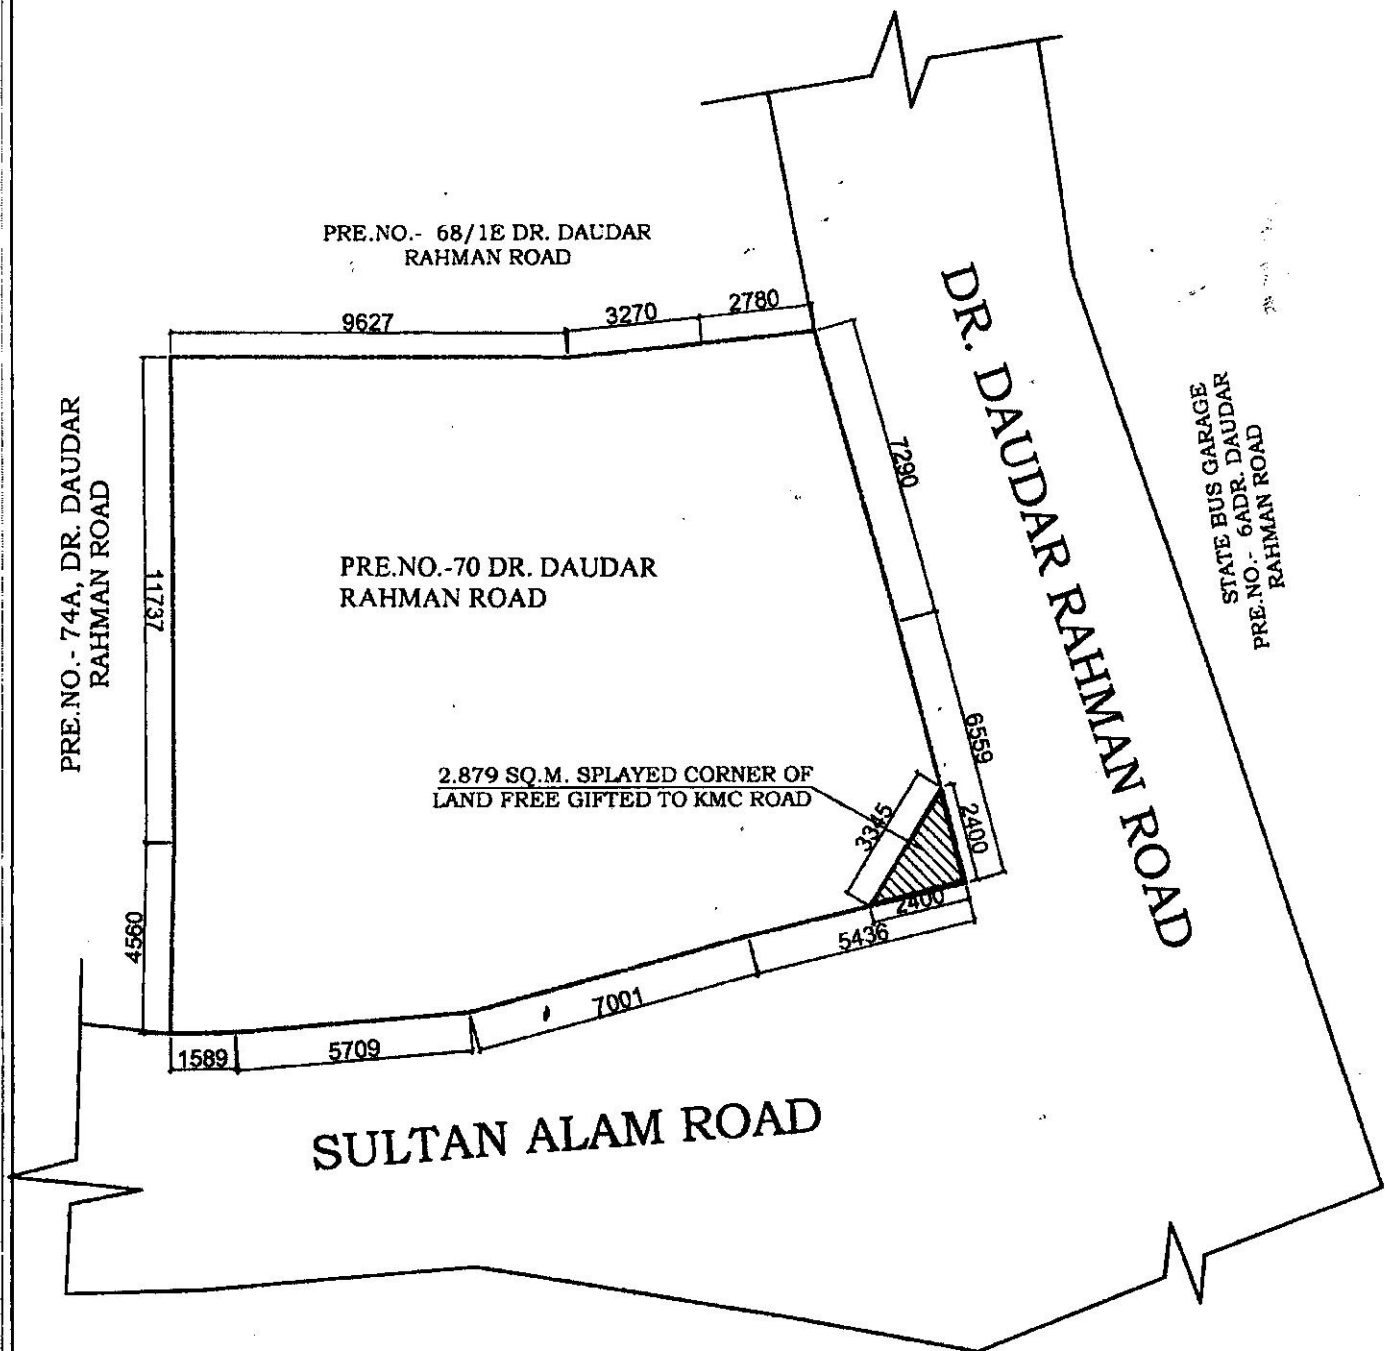 PRE.NO.- 68/1E DR. DAUDAR
RAHMAN ROAD
9627
3270
2780
DR. DAUDAR RAHMAN ROAD
7290
STATE BUS GARAGE
PRE.NO.- 6ADR. DAUDAR
RAHMAN ROAD
PRE.NO.- 74A, DR. DAUDAR
RAHMAN ROAD
11737
PRE.NO.-70 DR. DAUDAR
RAHMAN ROAD
6559
2.879 SQ.M. SPLAYED CORNER OF
LAND FREE GIFTED TO KMC ROAD
3345
2400
2400
5436
4560
7001
1589
5709
SULTAN ALAM ROAD